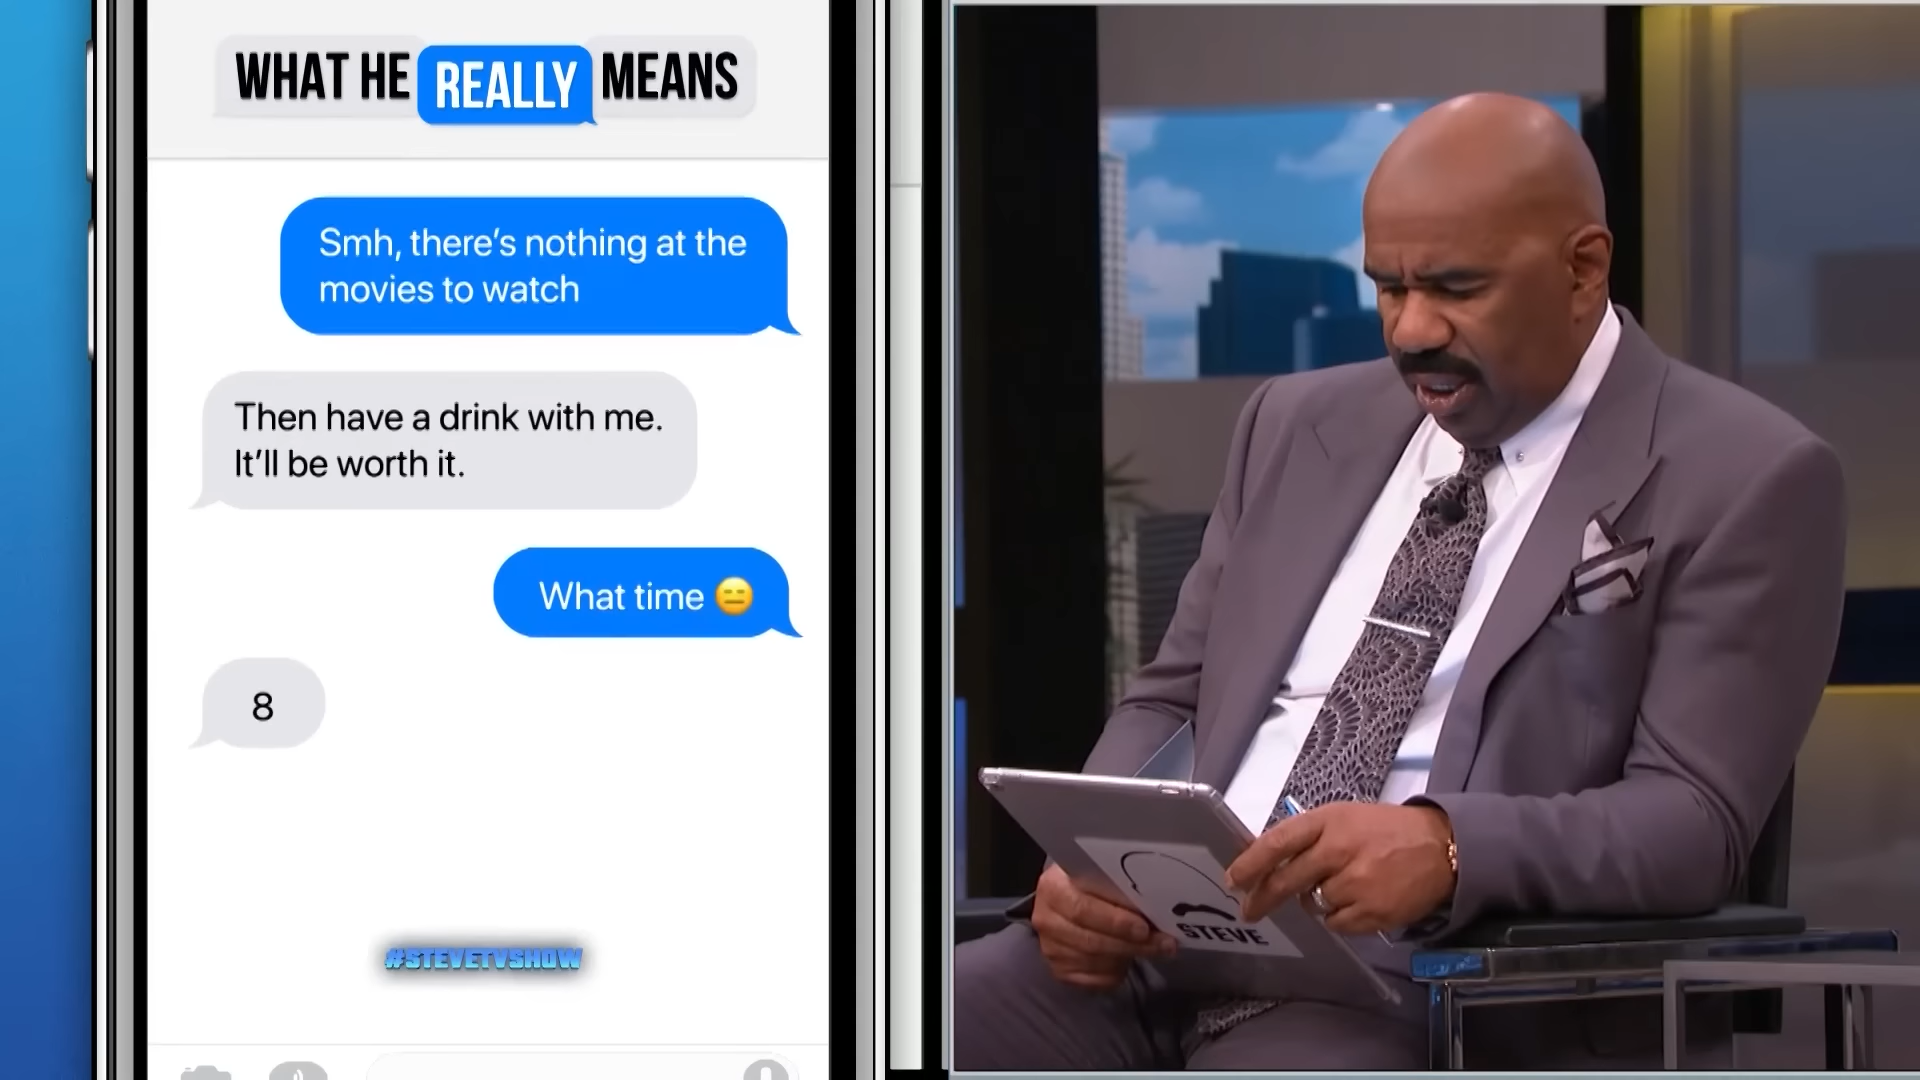 WHAT HE REALLY MEANS
Smh, there's nothing at the
movies to watch
Then have a drink with me.
It'll be worth it.
What time 😑
8
#STEVETVSHOW
STEVE